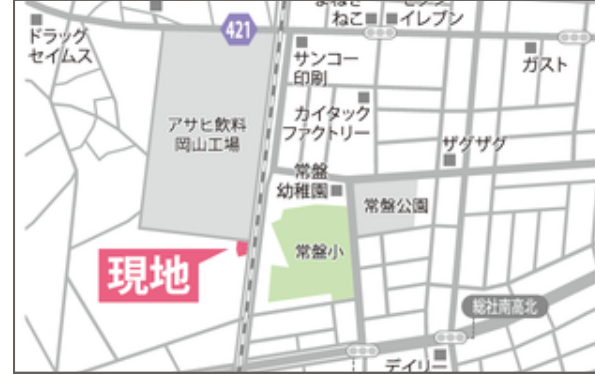 ねこ
イレブン
421
ドラッグ
セイムス
サンコー
印刷
ガスト
カイタック
ファクトリー
アサヒ飲料
岡山工場
ザグザグ
常盤
幼稚園
常盤公園
常盤小
現地
総社南高北
デイリー